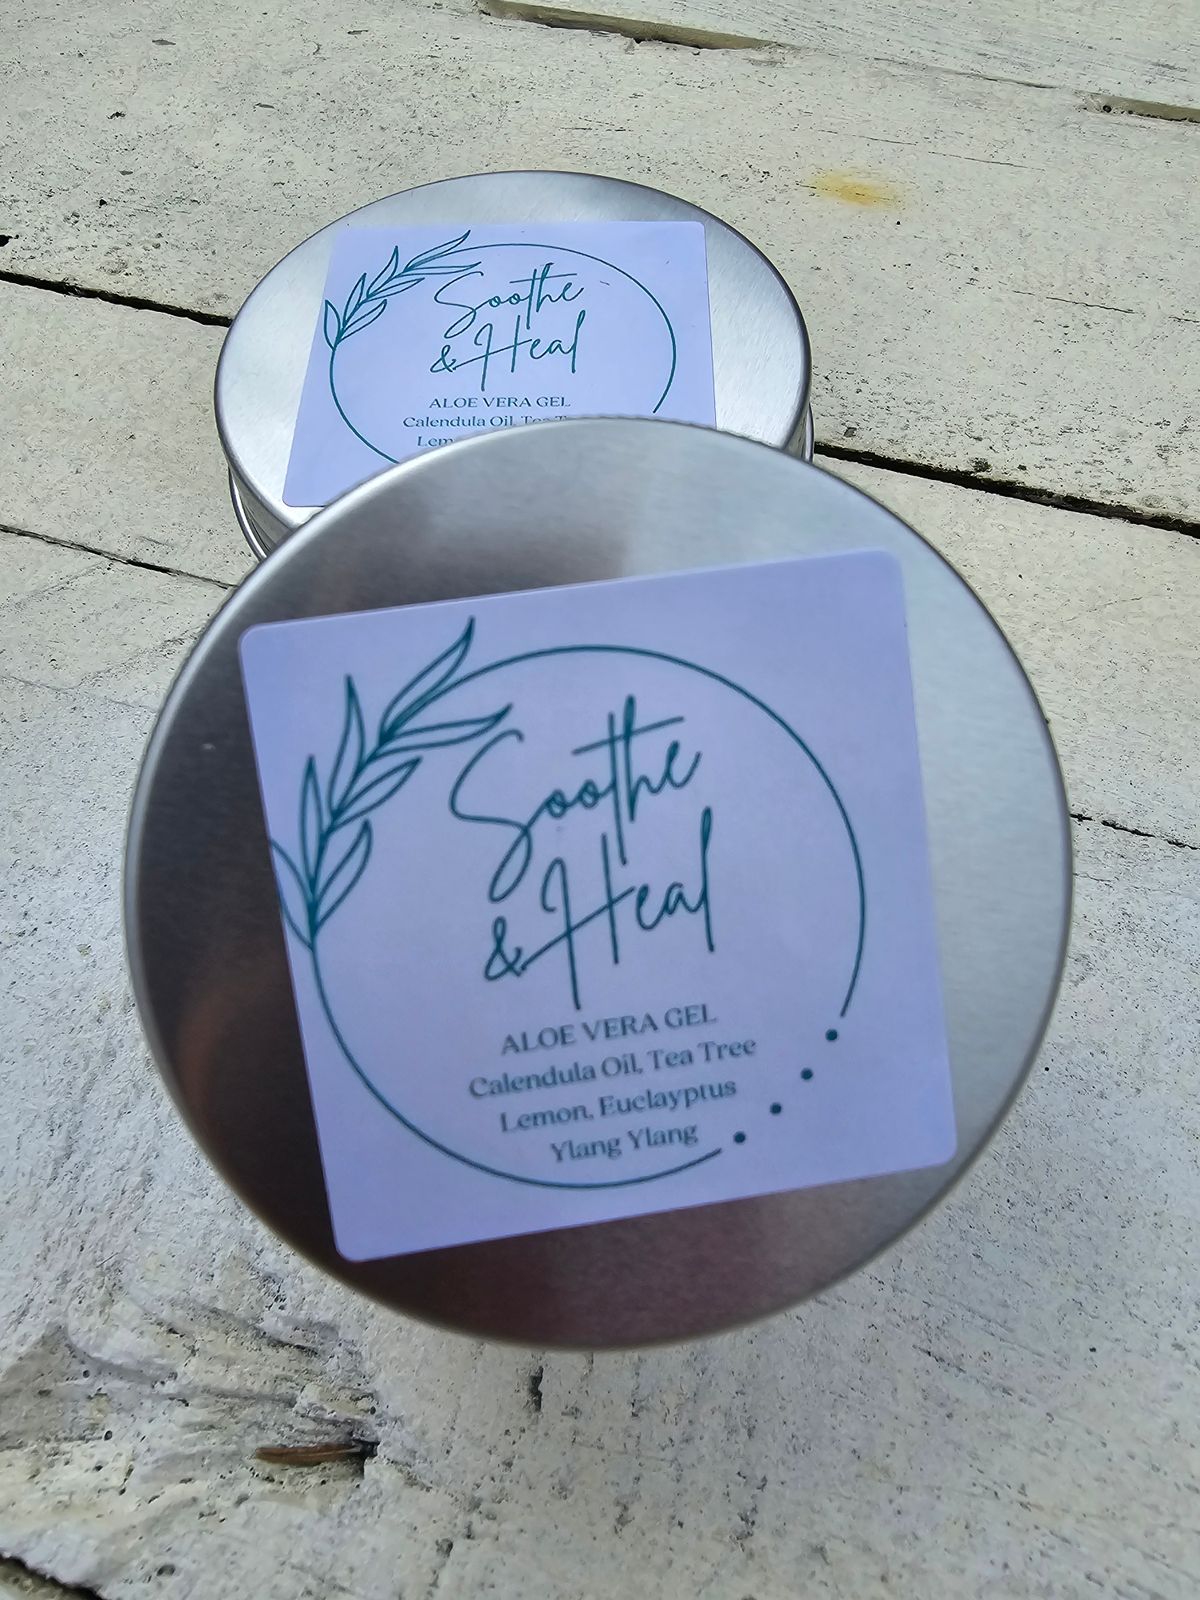 Soothe
& Heal
ALOE VERA GEL
Calendula Oil, Tea
Soothe
& Heal
ALOE VERA GEL
Calendula Oil, Tea Tree
Lemon, Euclayptus
Ylang Ylang